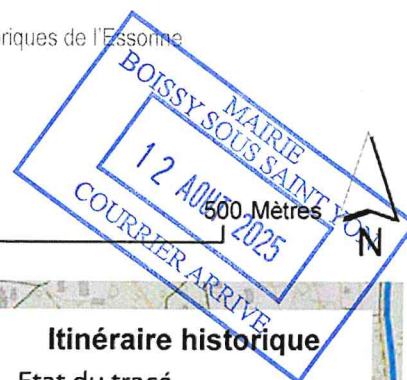 riques de l'Essonne
MAIRIE
BOISSY SOUS SAINT YON
12 AOUT 2025
COURRIER ARRIVE
500 Mètres
N
Itinéraire historique
Etat du tracé